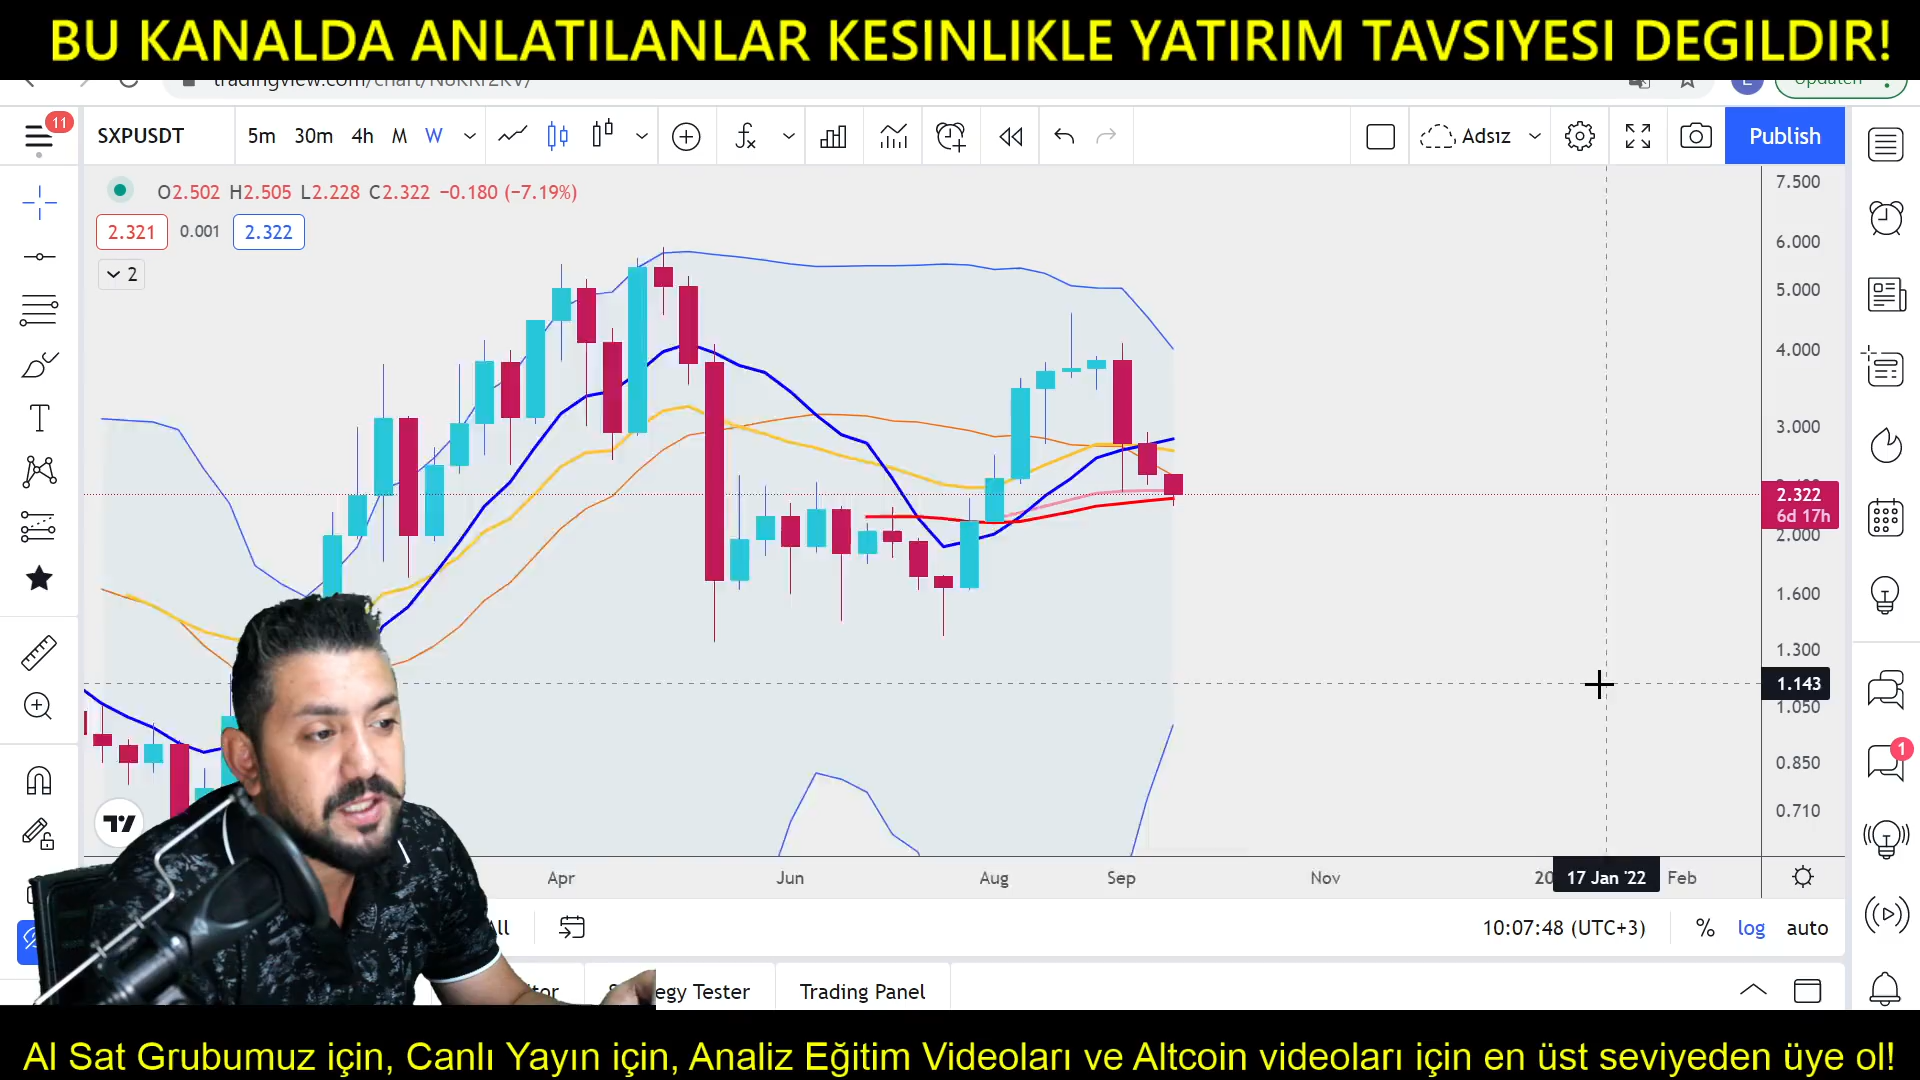 BU KANALDA ANLATILANLAR KESINLIKLE YATIRIM TAVSIYESI DEGILDIR!
11
SXPUSDT 5m 30m 4h M W Adsız Publish
O2.502 H2.505 L2.228 C2.322 −0.180 (−7.19%)
2.321 0.001 2.322
2
7.500
6.000
5.000
4.000
3.000
2.322
6d 17h
2.000
1.600
1.300
1.143
1.050
0.850
0.710
1
Apr Jun Aug Sep Nov 20 17 Jan '22 Feb
10:07:48 (UTC+3) % log auto
egy Tester Trading Panel
Al Sat Grubumuz için, Canlı Yayın için, Analiz Eğitim Videoları ve Altcoin videoları için en üst seviyeden üye ol!